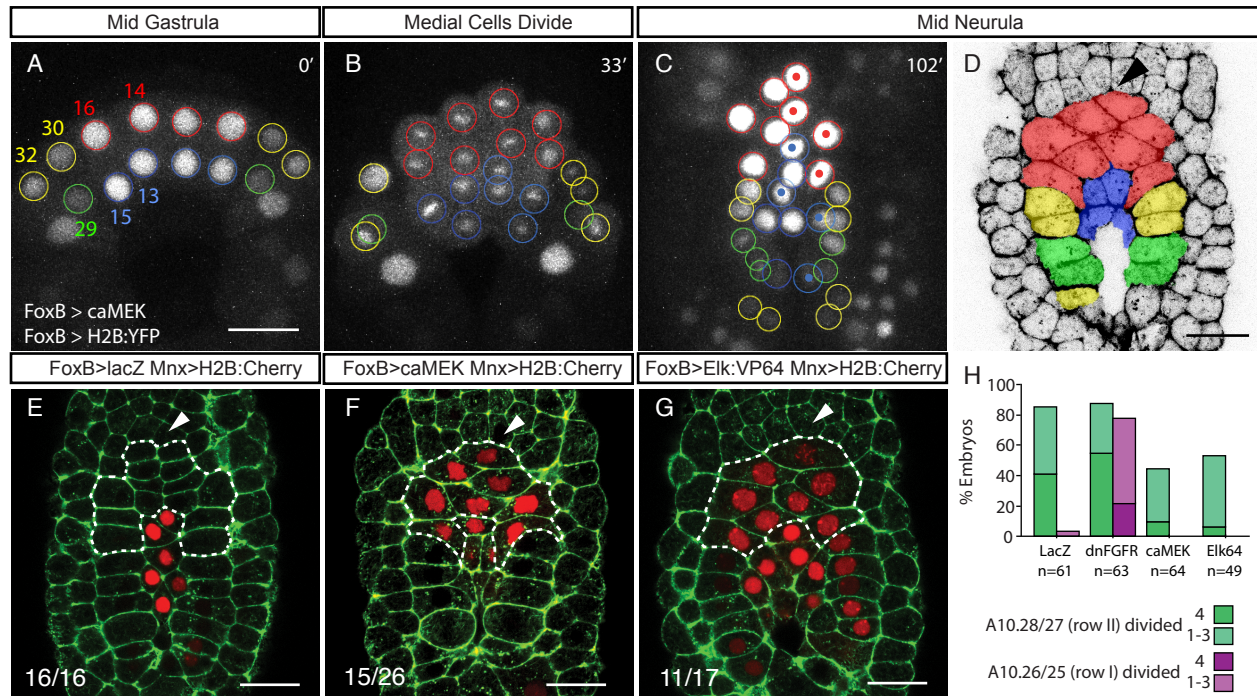 Mid Gastrula
Medial Cells Divide
Mid Neurula
A
0'
14
16
30
32
13
15
29
FoxB > caMEK
FoxB > H2B:YFP
B
33'
C
102'
D
FoxB>lacZ Mnx>H2B:Cherry
FoxB>caMEK Mnx>H2B:Cherry
FoxB>Elk:VP64 Mnx>H2B:Cherry
E
16/16
F
15/26
G
11/17
H
100
80
60
40
20
0
% Embryos
LacZ
dnFGFR
caMEK
Elk64
n=61
n=63
n=64
n=49
A10.28/27 (row II) divided
4
1-3
A10.26/25 (row I) divided
4
1-3